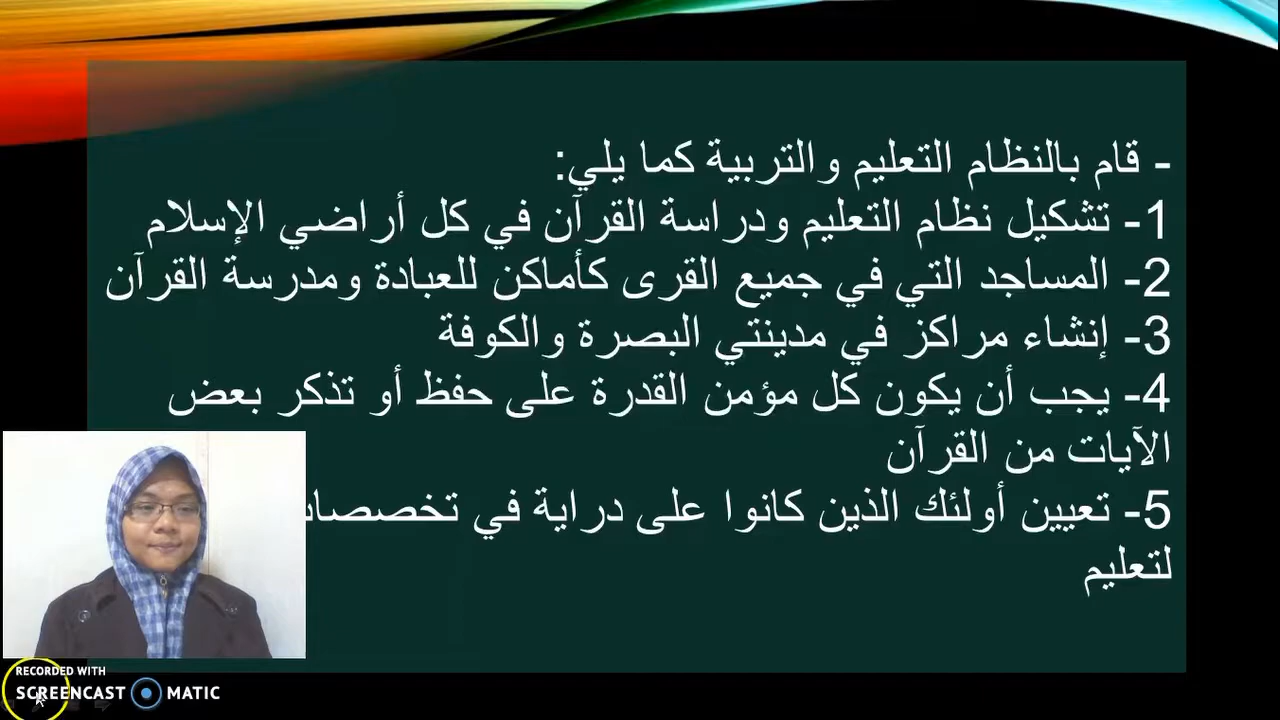 - قام بالنظام التعليم والتربية كما يلي:
1- تشكيل نظام التعليم ودراسة القرآن في كل أراضي الإسلام
2- المساجد التي في جميع القرى كأماكن للعبادة ومدرسة القرآن
3- إنشاء مراكز في مدينتي البصرة والكوفة
4- يجب أن يكون كل مؤمن القدرة على حفظ أو تذكر بعض
الآيات من القرآن
5- تعيين أولئك الذين كانوا على دراية في
لتعليم
RECORDED WITH
SCREENCAST MATIC